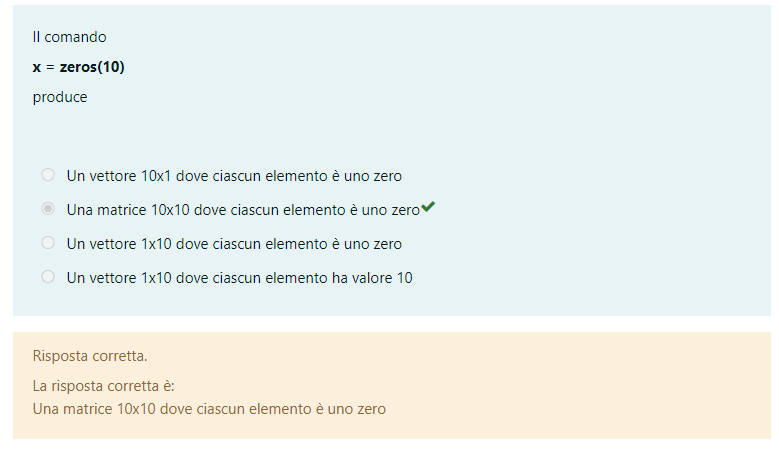 Il comando
x = zeros(10)
produce
Un vettore 10x1 dove ciascun elemento è uno zero
Una matrice 10x10 dove ciascun elemento è uno zero
Un vettore 1x10 dove ciascun elemento è uno zero
Un vettore 1x10 dove ciascun elemento ha valore 10
Risposta corretta.
La risposta corretta è:
Una matrice 10x10 dove ciascun elemento è uno zero